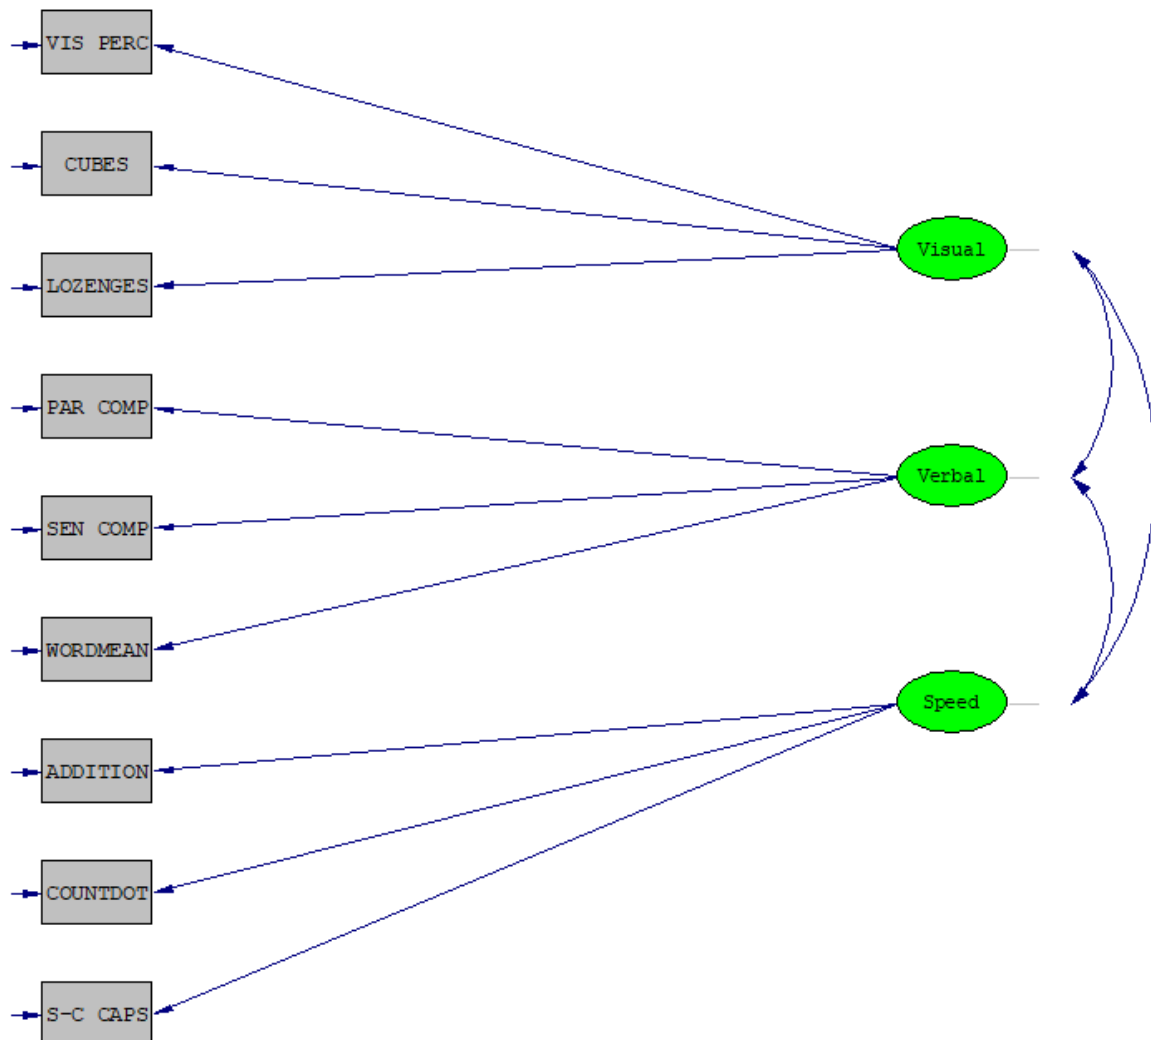 VIS PERC
CUBES
Visual
LOZENGES
PAR COMP
Verbal
SEN COMP
WORDMEAN
Speed
ADDITION
COUNTDOT
S-C CAPS